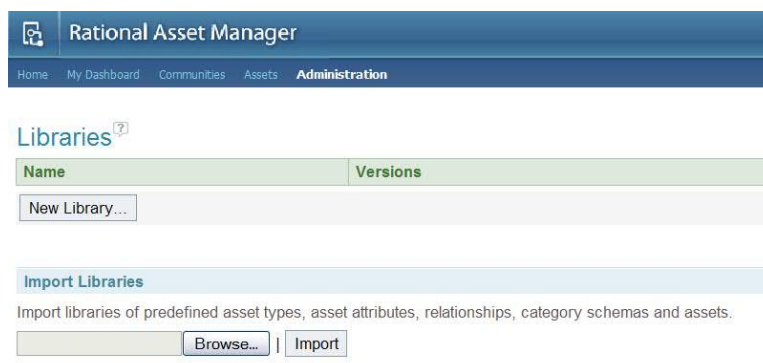 Rational Asset Manager
Home My Dashboard Communities Assets Administration
Libraries ?
Name Versions
New Library...
Import Libraries
Import libraries of predefined asset types, asset attributes, relationships, category schemas and assets.
Browse... | Import